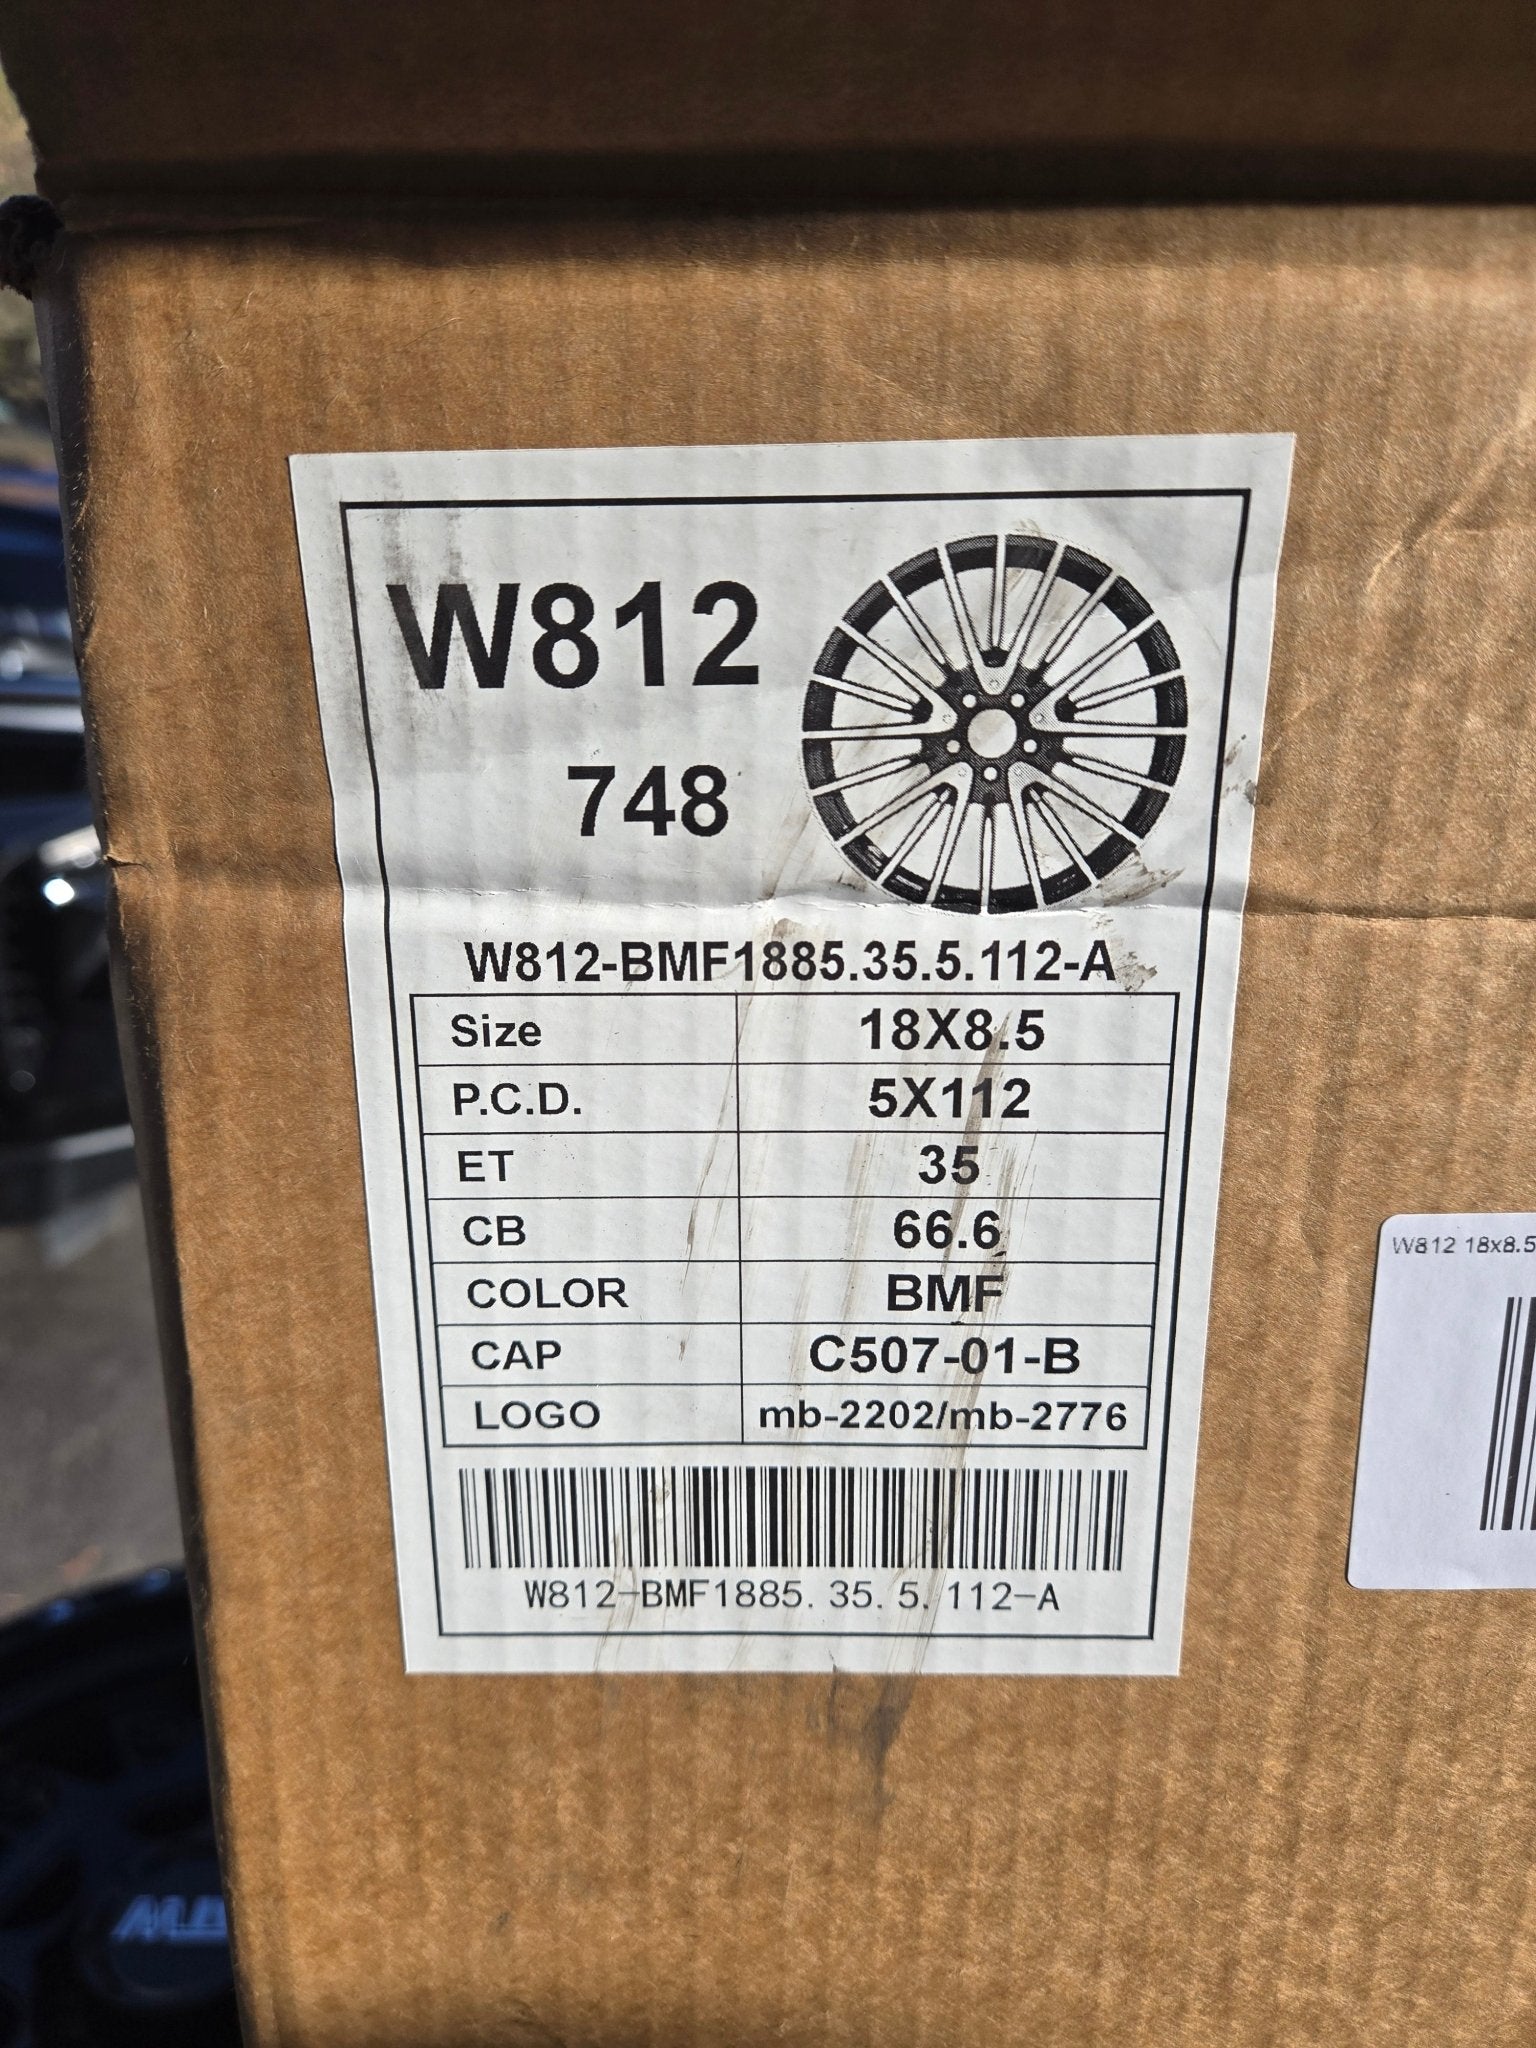 W812
748
W812-BMF1885.35.5.112-A
Size 18X8.5
P.C.D. 5X112
ET 35
CB 66.6
COLOR BMF
CAP C507-01-B
LOGO mb-2202/mb-2776
W812-BMF1885.35.5.112-A
W812 18x8.5